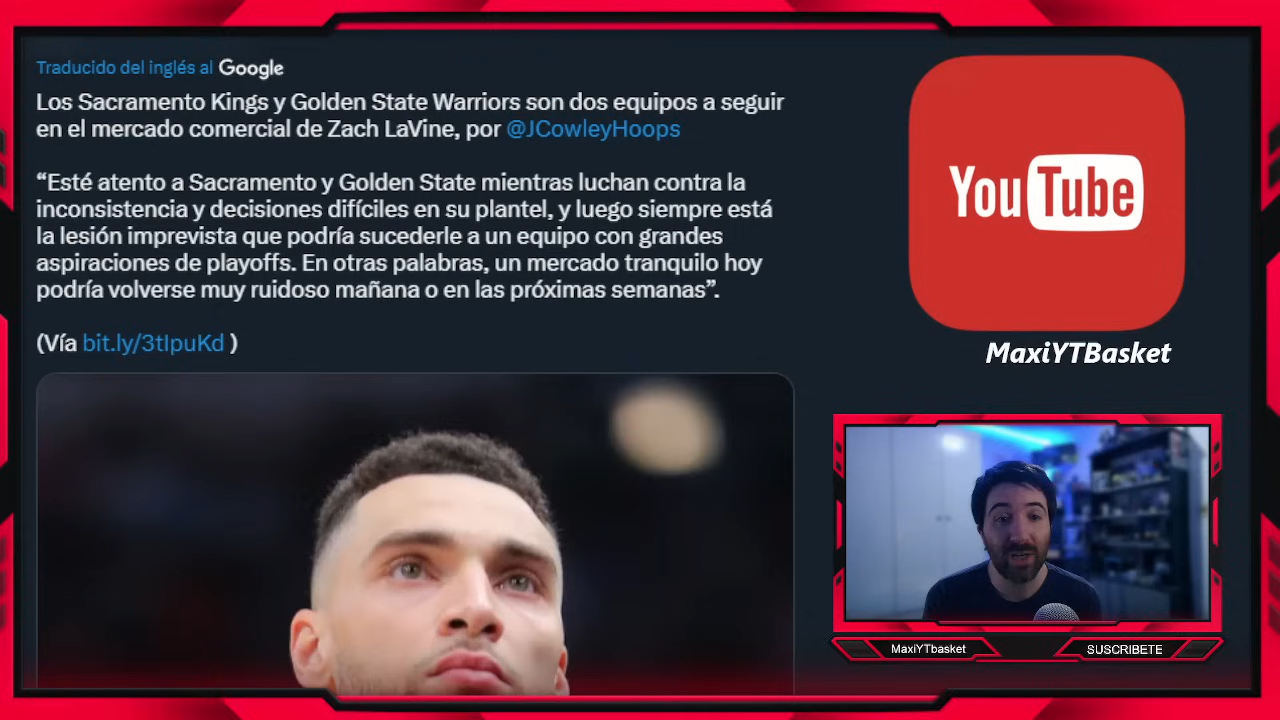 Traducido del inglés al Google
Los Sacramento Kings y Golden State Warriors son dos equipos a seguir
en el mercado comercial de Zach LaVine, por @JCowleyHoops
“Esté atento a Sacramento y Golden State mientras luchan contra la
inconsistencia y decisiones difíciles en su plantel, y luego siempre está
la lesión imprevista que podría sucederle a un equipo con grandes
aspiraciones de playoffs. En otras palabras, un mercado tranquilo hoy
podría volverse muy ruidoso mañana o en las próximas semanas”.
(Vía bit.ly/3tIpuKd )
YouTube
MaxiYTBasket
MaxiYTbasket
SUSCRIBETE